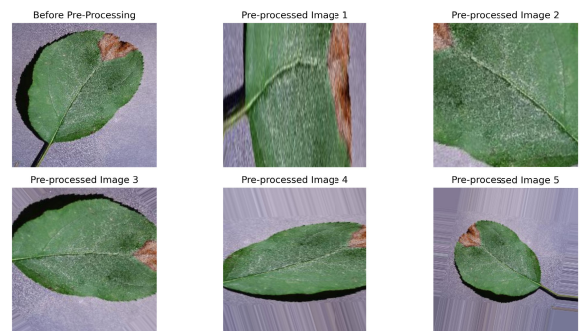 Before Pre-Processing
Pre-processed Image 1
Pre-processed Image 2
Pre-processed Image 3
Pre-processed Image 4
Pre-processed Image 5